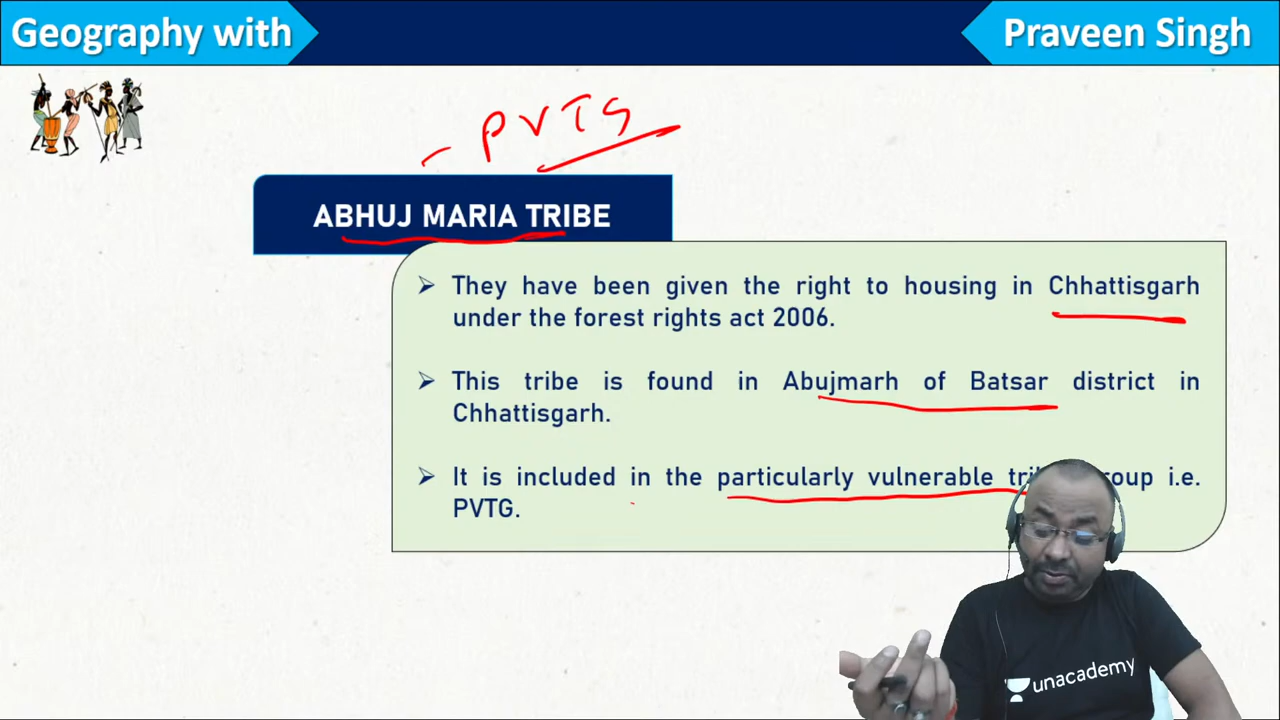 Geography with
Praveen Singh
PVTG
ABHUJ MARIA TRIBE
They have been given the right to housing in Chhattisgarh
under the forest rights act 2006.
This tribe is found in Abujmarh of Batsar district in
Chhattisgarh.
It is included in the particularly vulnerable group i.e.
PVTG.
unacademy